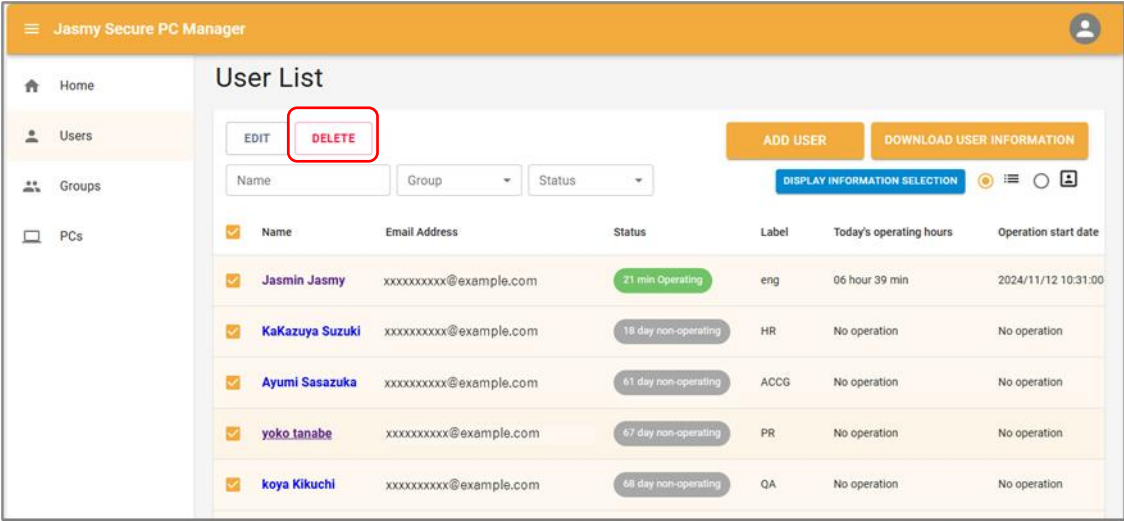 Jasmy Secure PC Manager
Home
Users
Groups
PCs
User List
EDIT DELETE ADD USER DOWNLOAD USER INFORMATION
Name Group Status DISPLAY INFORMATION SELECTION
Name Email Address Status Label Today's operating hours Operation start date
Jasmin Jasmy xxxxxxxxxx@example.com 21 min Operating eng 06 hour 39 min 2024/11/12 10:31:00
KaKazuya Suzuki xxxxxxxxxx@example.com 18 day non-operating HR No operation No operation
Ayumi Sasazuka xxxxxxxxxx@example.com 61 day non-operating ACCG No operation No operation
yoko tanabe xxxxxxxxxx@example.com 67 day non-operating PR No operation No operation
koya Kikuchi xxxxxxxxxx@example.com 68 day non-operating QA No operation No operation